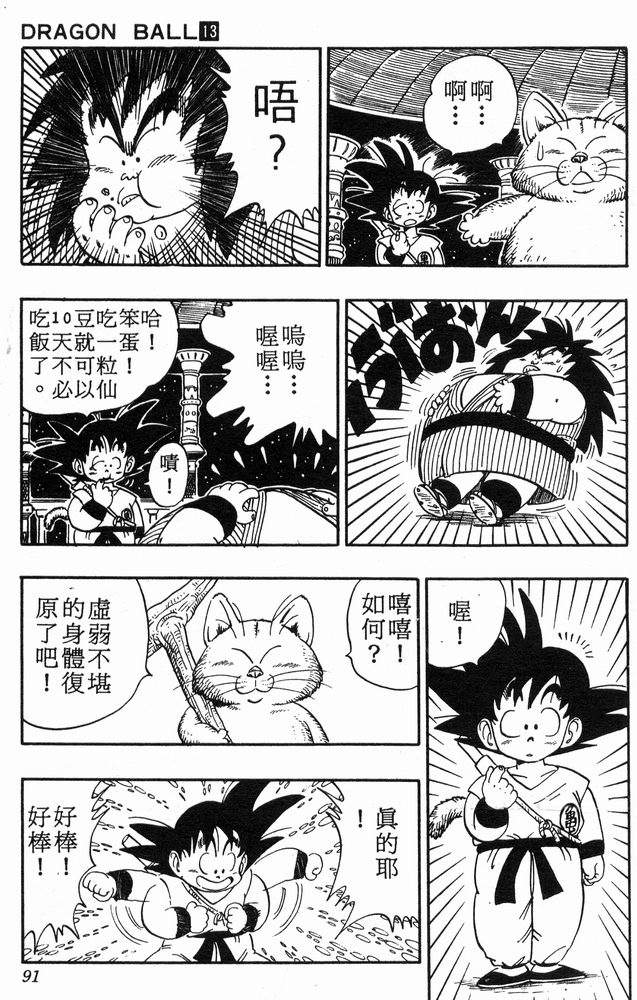 DRAGON BALL 13
啊…
啊…
唔?
嗚嗚…
喔喔…
哈!
笨蛋!
吃一粒仙
豆就可以
10天不必
吃飯了。
嘖!
喔!
嘻嘻!
如何?
虛弱不堪
的身體復
原了吧!
眞的耶
!
好棒!
好棒!
91